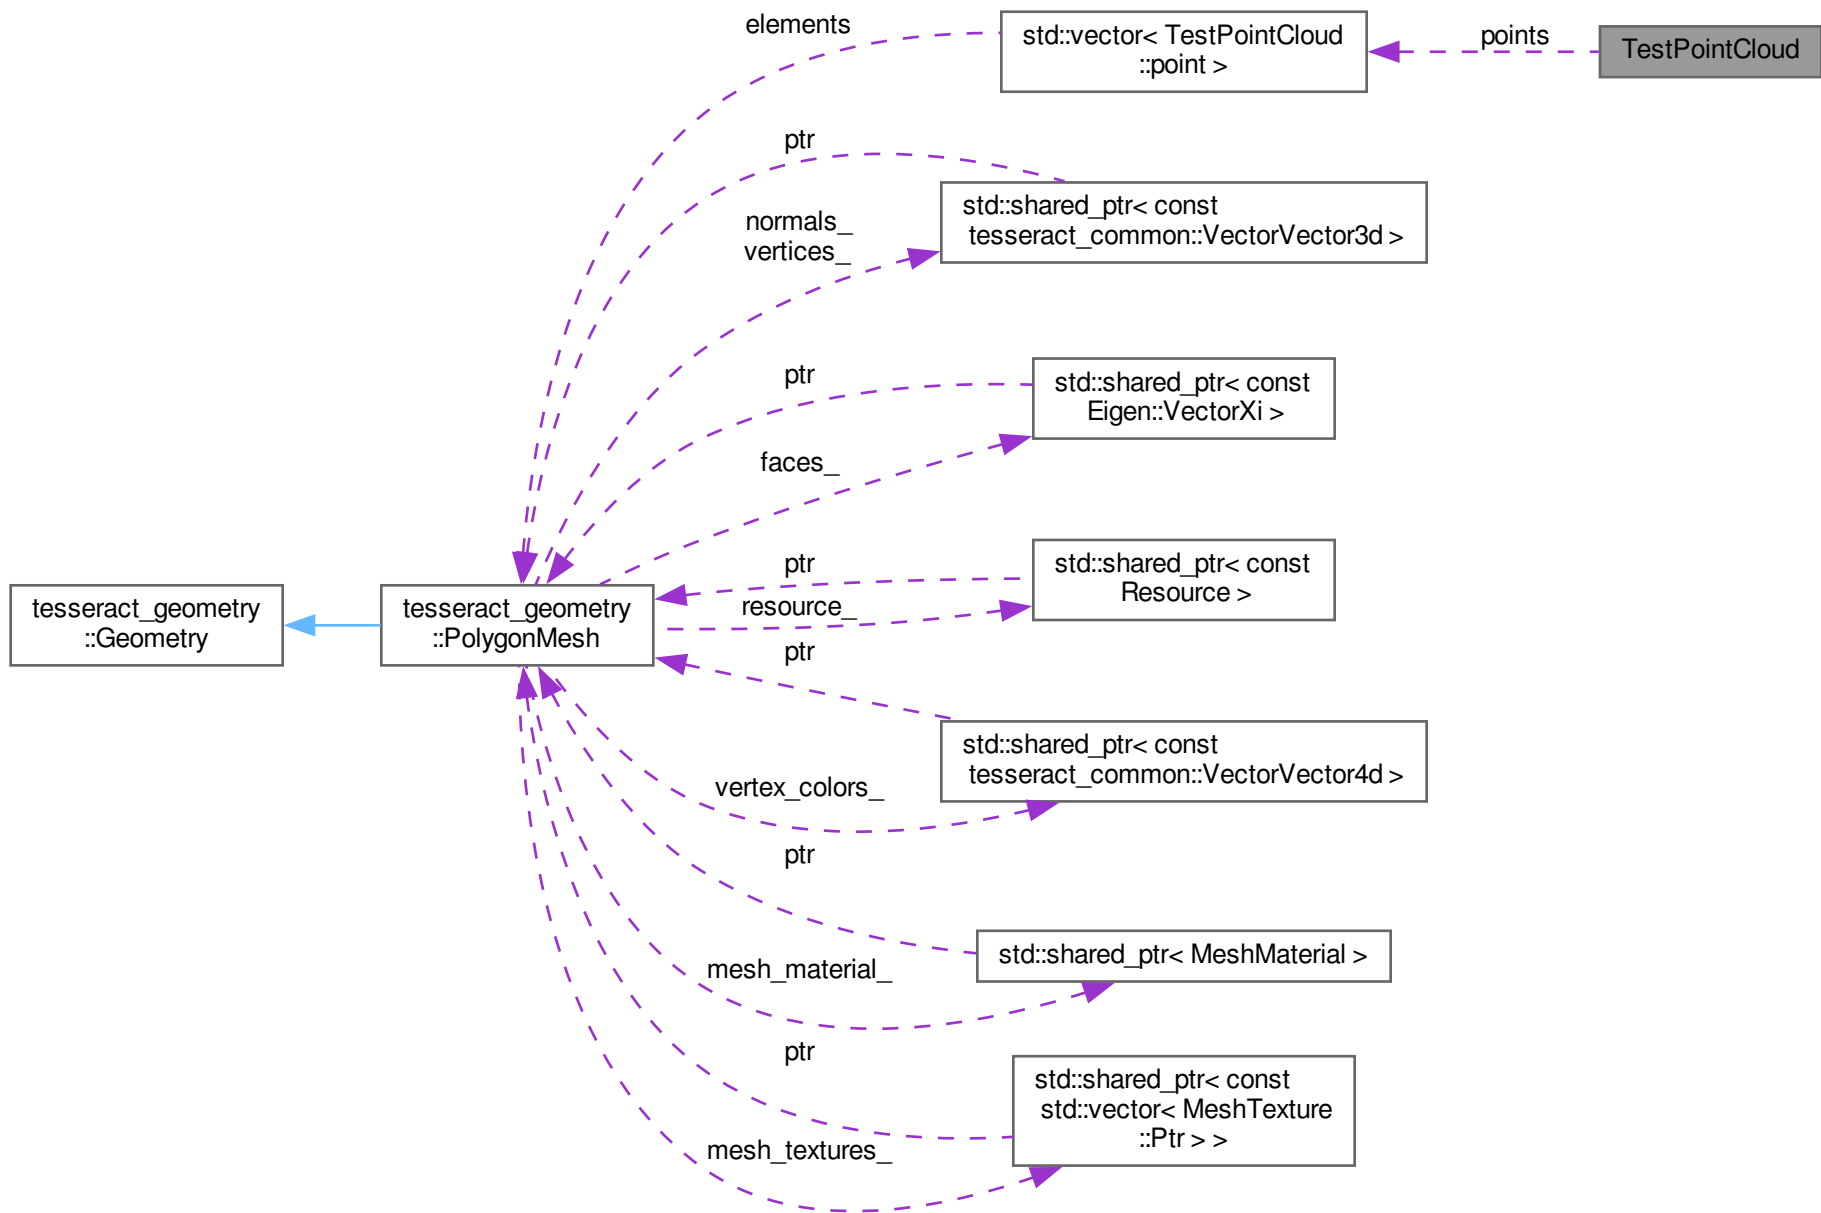 elements
std::vector< TestPointCloud
::point >
points
TestPointCloud
ptr
std::shared_ptr< const
tesseract_common::VectorVector3d >
normals_
vertices_
ptr
std::shared_ptr< const
Eigen::VectorXi >
faces_
ptr
std::shared_ptr< const
Resource >
resource_
tesseract_geometry
::Geometry
tesseract_geometry
::PolygonMesh
ptr
std::shared_ptr< const
tesseract_common::VectorVector4d >
vertex_colors_
ptr
std::shared_ptr< MeshMaterial >
mesh_material_
ptr
std::shared_ptr< const
std::vector< MeshTexture
::Ptr > >
mesh_textures_